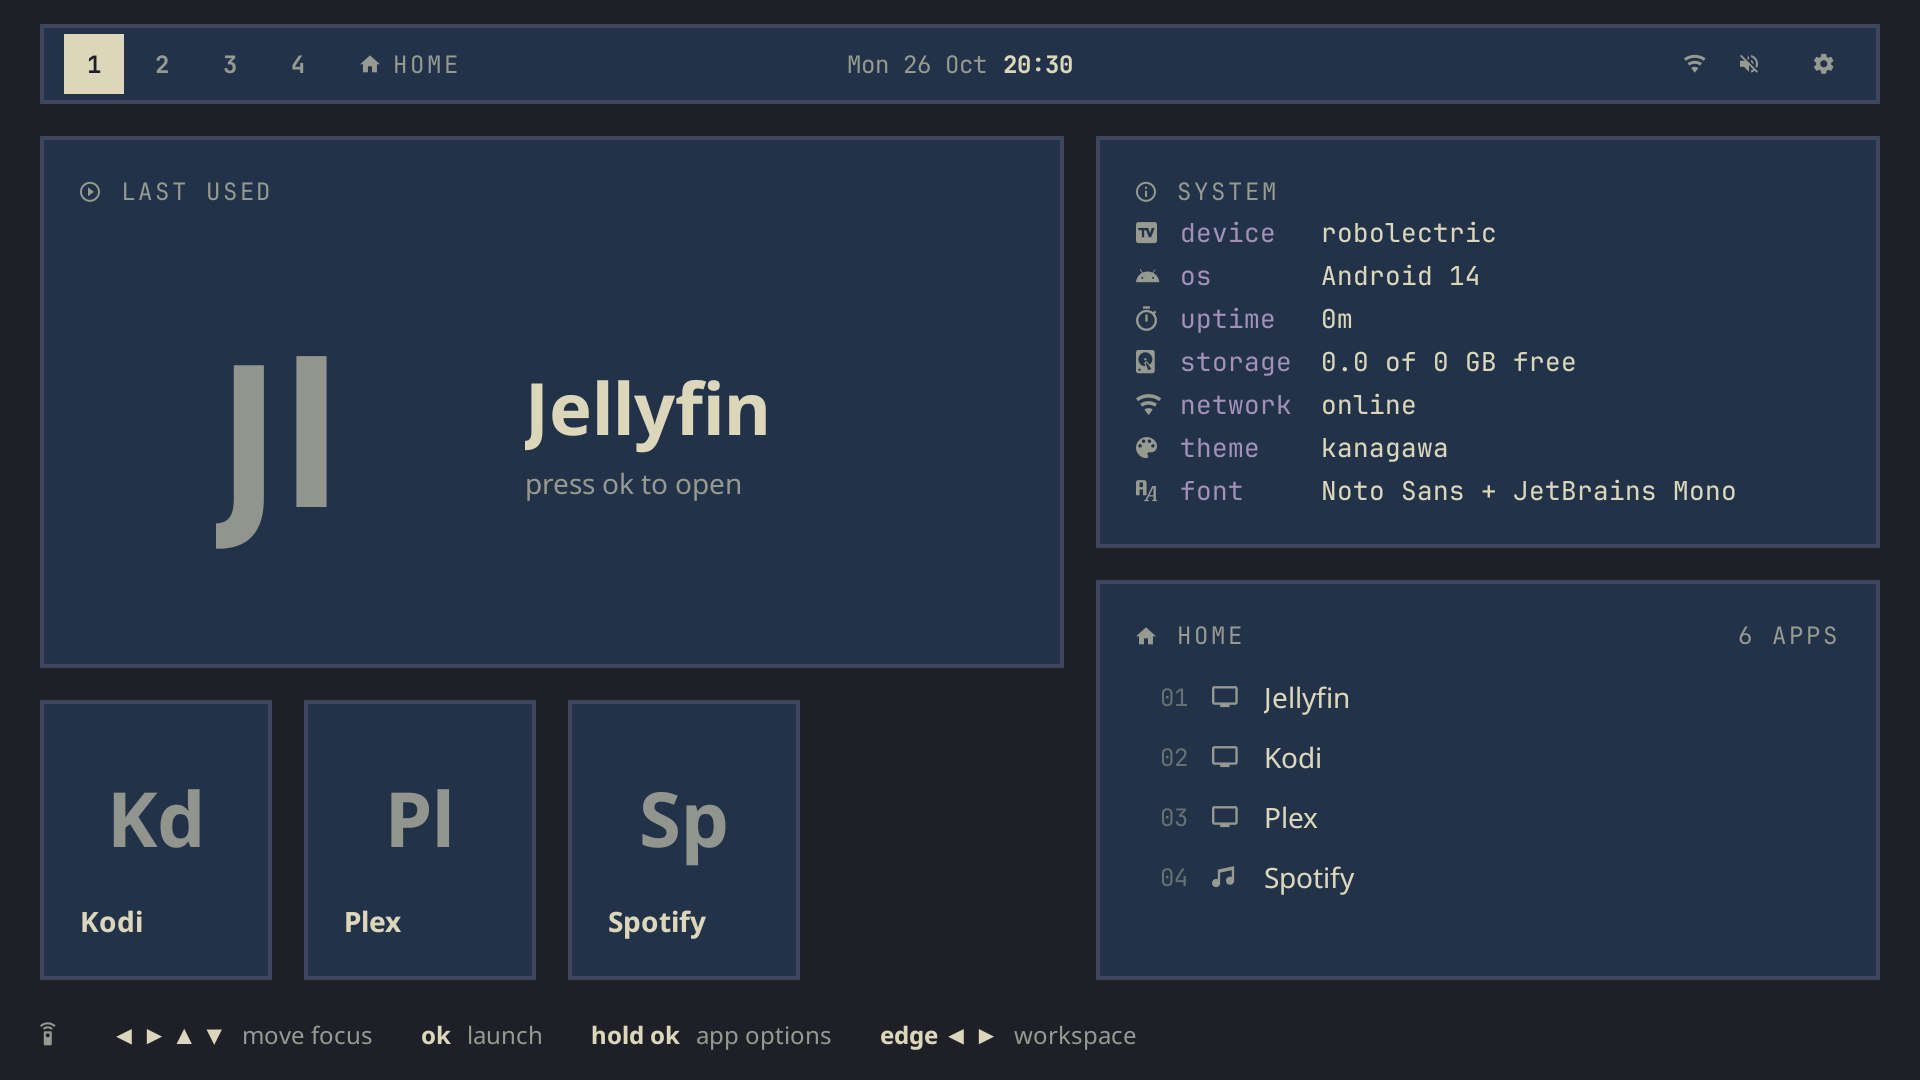 1 2 3 4 HOME
Mon 26 Oct 20:30
LAST USED
Jl
Jellyfin
press ok to open
Kd
Kodi
Pl
Plex
Sp
Spotify
SYSTEM
device robolectric
os Android 14
uptime 0m
storage 0.0 of 0 GB free
network online
theme kanagawa
font Noto Sans + JetBrains Mono
HOME 6 APPS
01 Jellyfin
02 Kodi
03 Plex
04 Spotify
◀ ▶ ▲ ▼ move focus ok launch hold ok app options edge ◀ ▶ workspace